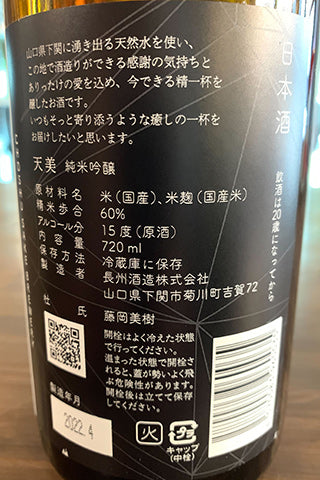 日本酒
飲酒は20歳になってから
山口県下関に湧き出る天然水を使い、
この地で酒造りができる感謝の気持ちと
ありったけの愛を込め、今できる精一杯を
醸したお酒です。
いつもそっと寄り添うような癒しの一杯を
お届けしたいと思います。
天美 純米吟醸
原材料名 米(国産)、米麹(国産米)
精米歩合 60%
アルコール分 15度(原酒)
内容量 720ml
保存方法 冷蔵庫に保存
製造者 長州酒造株式会社
山口県下関市菊川町吉賀72
杜氏 藤岡美樹
開栓はよく冷えた状態
で行ってください。
温まった状態で開栓さ
れると、蓋が勢いよく飛
ぶ危険性があります。
開栓後は立てて保存
してください。
製造年月
2022.4
火
キャップ
(中栓)